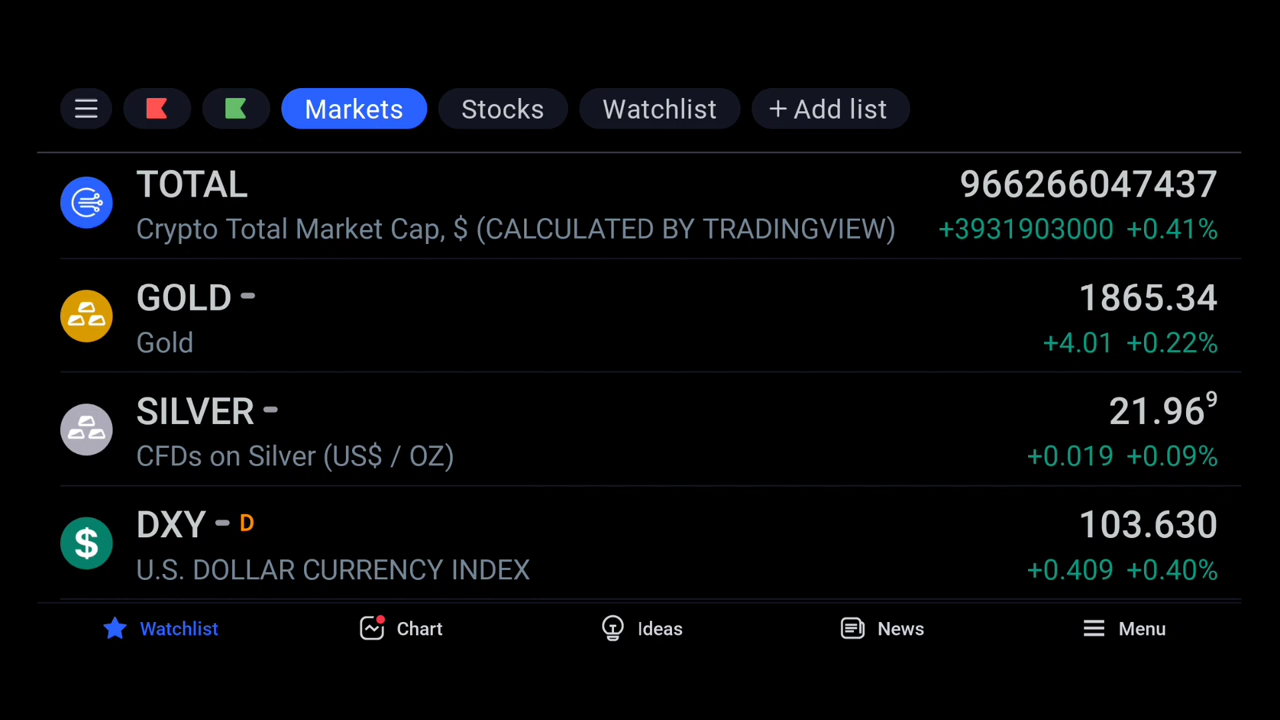 Markets Stocks Watchlist + Add list
TOTAL 966266047437
Crypto Total Market Cap, $ (CALCULATED BY TRADINGVIEW) +3931903000 +0.41%
GOLD 1865.34
Gold +4.01 +0.22%
SILVER 21.96⁹
CFDs on Silver (US$ / OZ) +0.019 +0.09%
$ DXY D 103.630
U.S. DOLLAR CURRENCY INDEX +0.409 +0.40%
Watchlist Chart Ideas News Menu